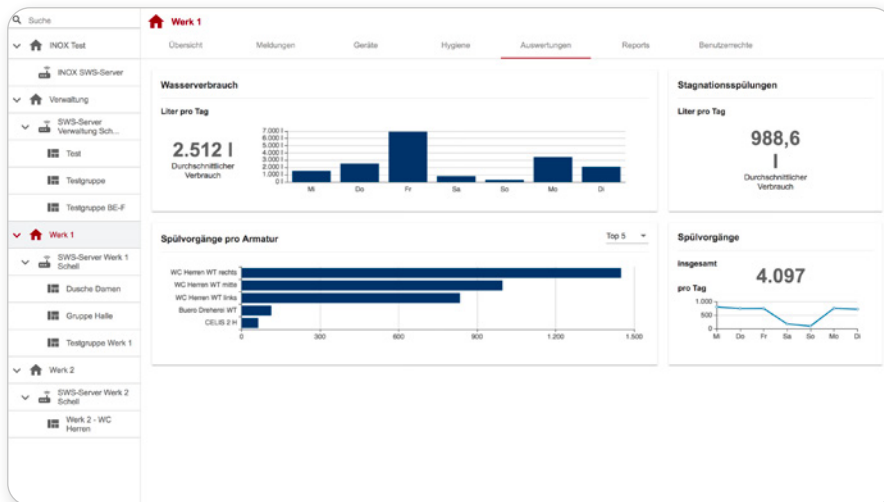 Suche
INOX Test
INOX SWS-Server
Verwaltung
SWS-Server
Verwaltung Sch...
Test
Testgruppe
Testgruppe BE-F
Werk 1
SWS-Server Werk 1
Schell
Dusche Damen
Gruppe Halle
Testgruppe Werk 1
Werk 2
SWS-Server Werk 2
Schell
Werk 2 - WC
Herren
Werk 1
Übersicht Meldungen Geräte Hygiene Auswertungen Reports Benutzerrechte
Wasserverbrauch
Liter pro Tag
2.512 l
Durchschnittlicher
Verbrauch
7.000 l
6.000 l
5.000 l
4.000 l
3.000 l
2.000 l
1.000 l
Mi Do Fr Sa So Mo Di
Stagnationsspülungen
Liter pro Tag
988,6
l
Durchschnittlicher
Verbrauch
Spülvorgänge pro Armatur
Top 5
WC Herren WT rechts
WC Herren WT mitte
WC Herren WT links
Buero Dreherei WT
CELIS 2 H
0 300 600 900 1.200 1.500
Spülvorgänge
insgesamt
4.097
pro Tag
1.000
500
0
Mi Do Fr Sa So Mo Di